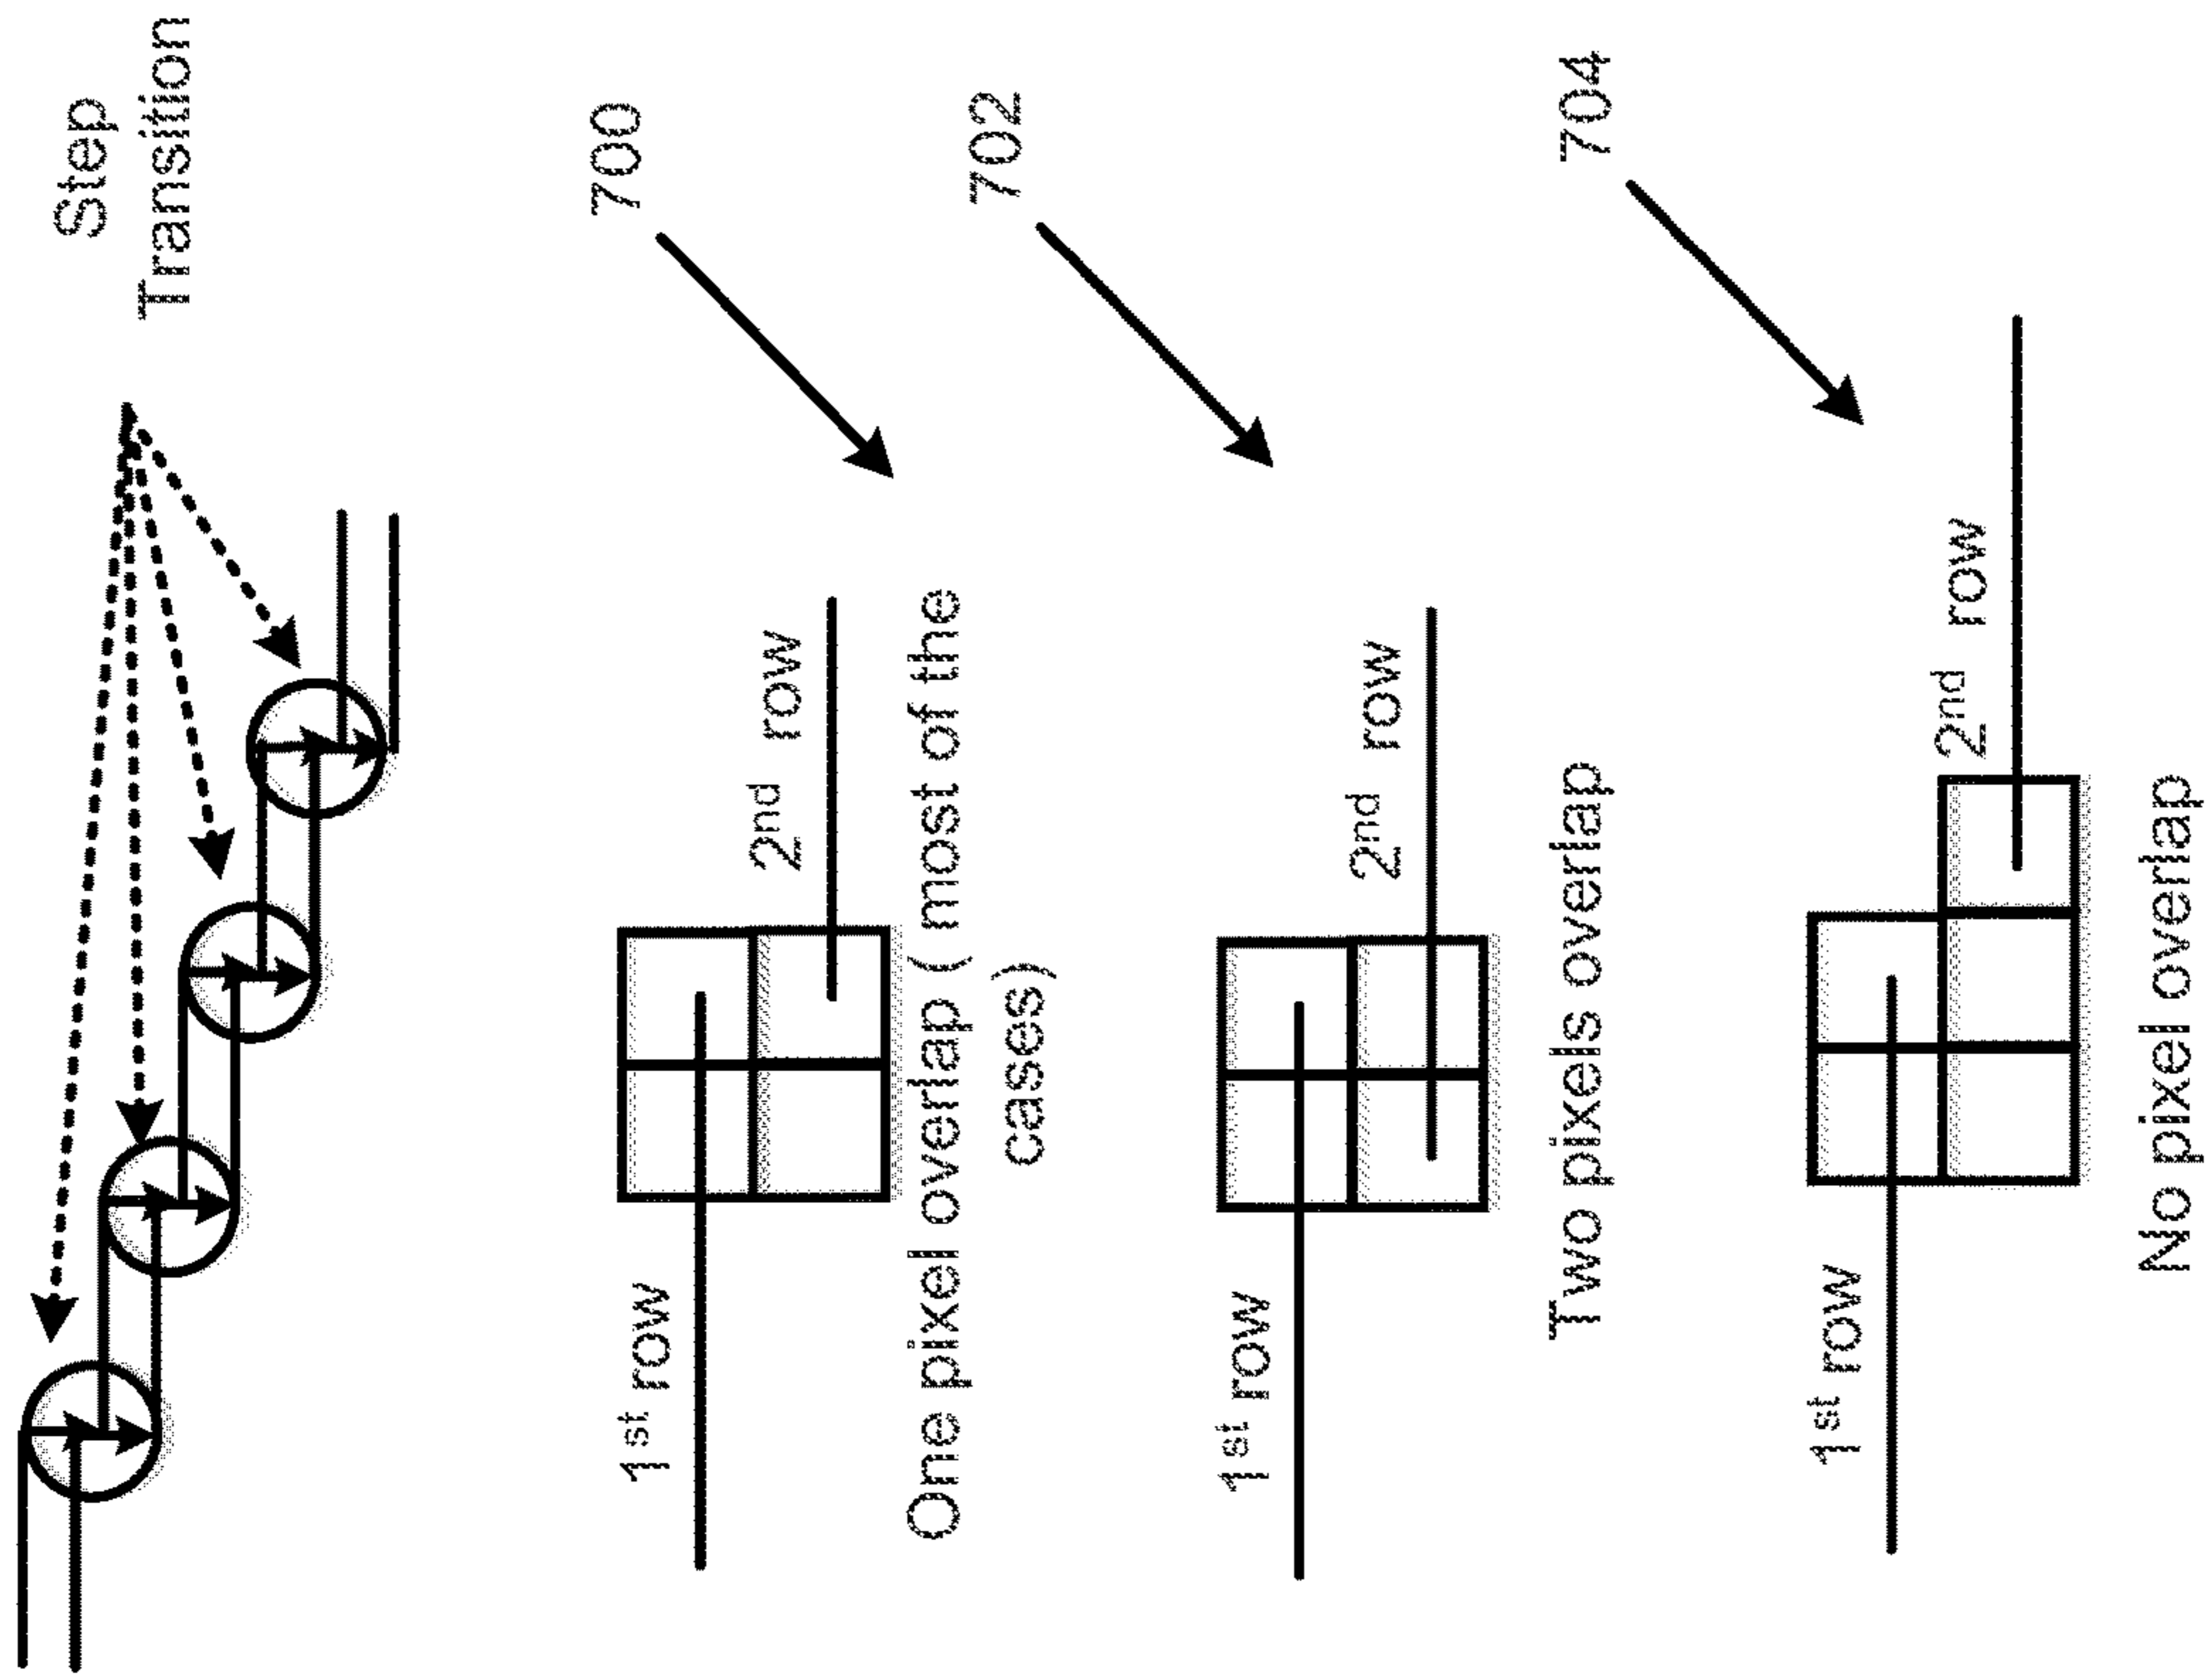 Step
Transition
700
1st row
2nd row
One pixel overlap ( most of the
cases)
702
1st row
2nd row
Two pixels overlap
704
1st row
2nd row
No pixel overlap